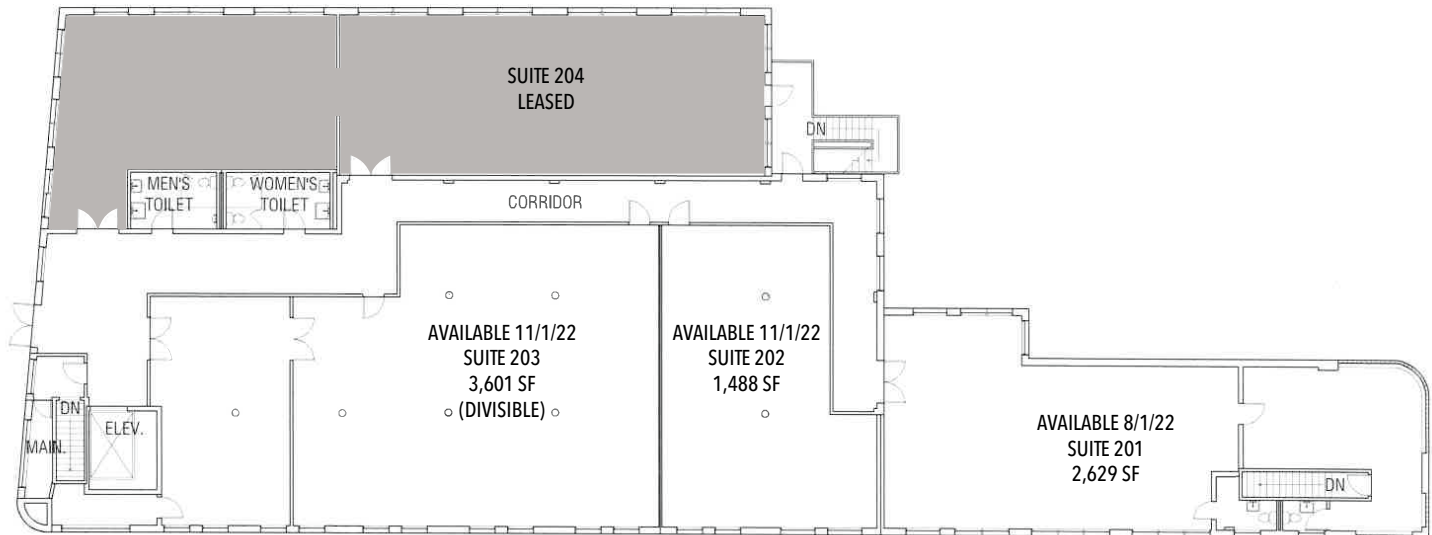 SUITE 204
LEASED
DN
MEN'S
TOILET
WOMEN'S
TOILET
CORRIDOR
AVAILABLE 11/1/22
SUITE 203
3,601 SF
(DIVISIBLE)
AVAILABLE 11/1/22
SUITE 202
1,488 SF
DN
ELEV.
MAIN.
AVAILABLE 8/1/22
SUITE 201
2,629 SF
DN